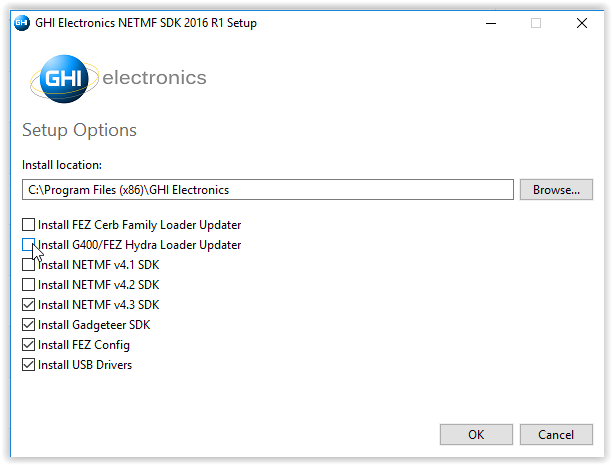 GHI Electronics NETMF SDK 2016 R1 Setup
GHI electronics
Setup Options
Install location:
C:\Program Files (x86)\GHI Electronics
Browse...
Install FEZ Cerb Family Loader Updater
Install G400/FEZ Hydra Loader Updater
Install NETMF v4.1 SDK
Install NETMF v4.2 SDK
Install NETMF v4.3 SDK
Install Gadgeteer SDK
Install FEZ Config
Install USB Drivers
OK
Cancel